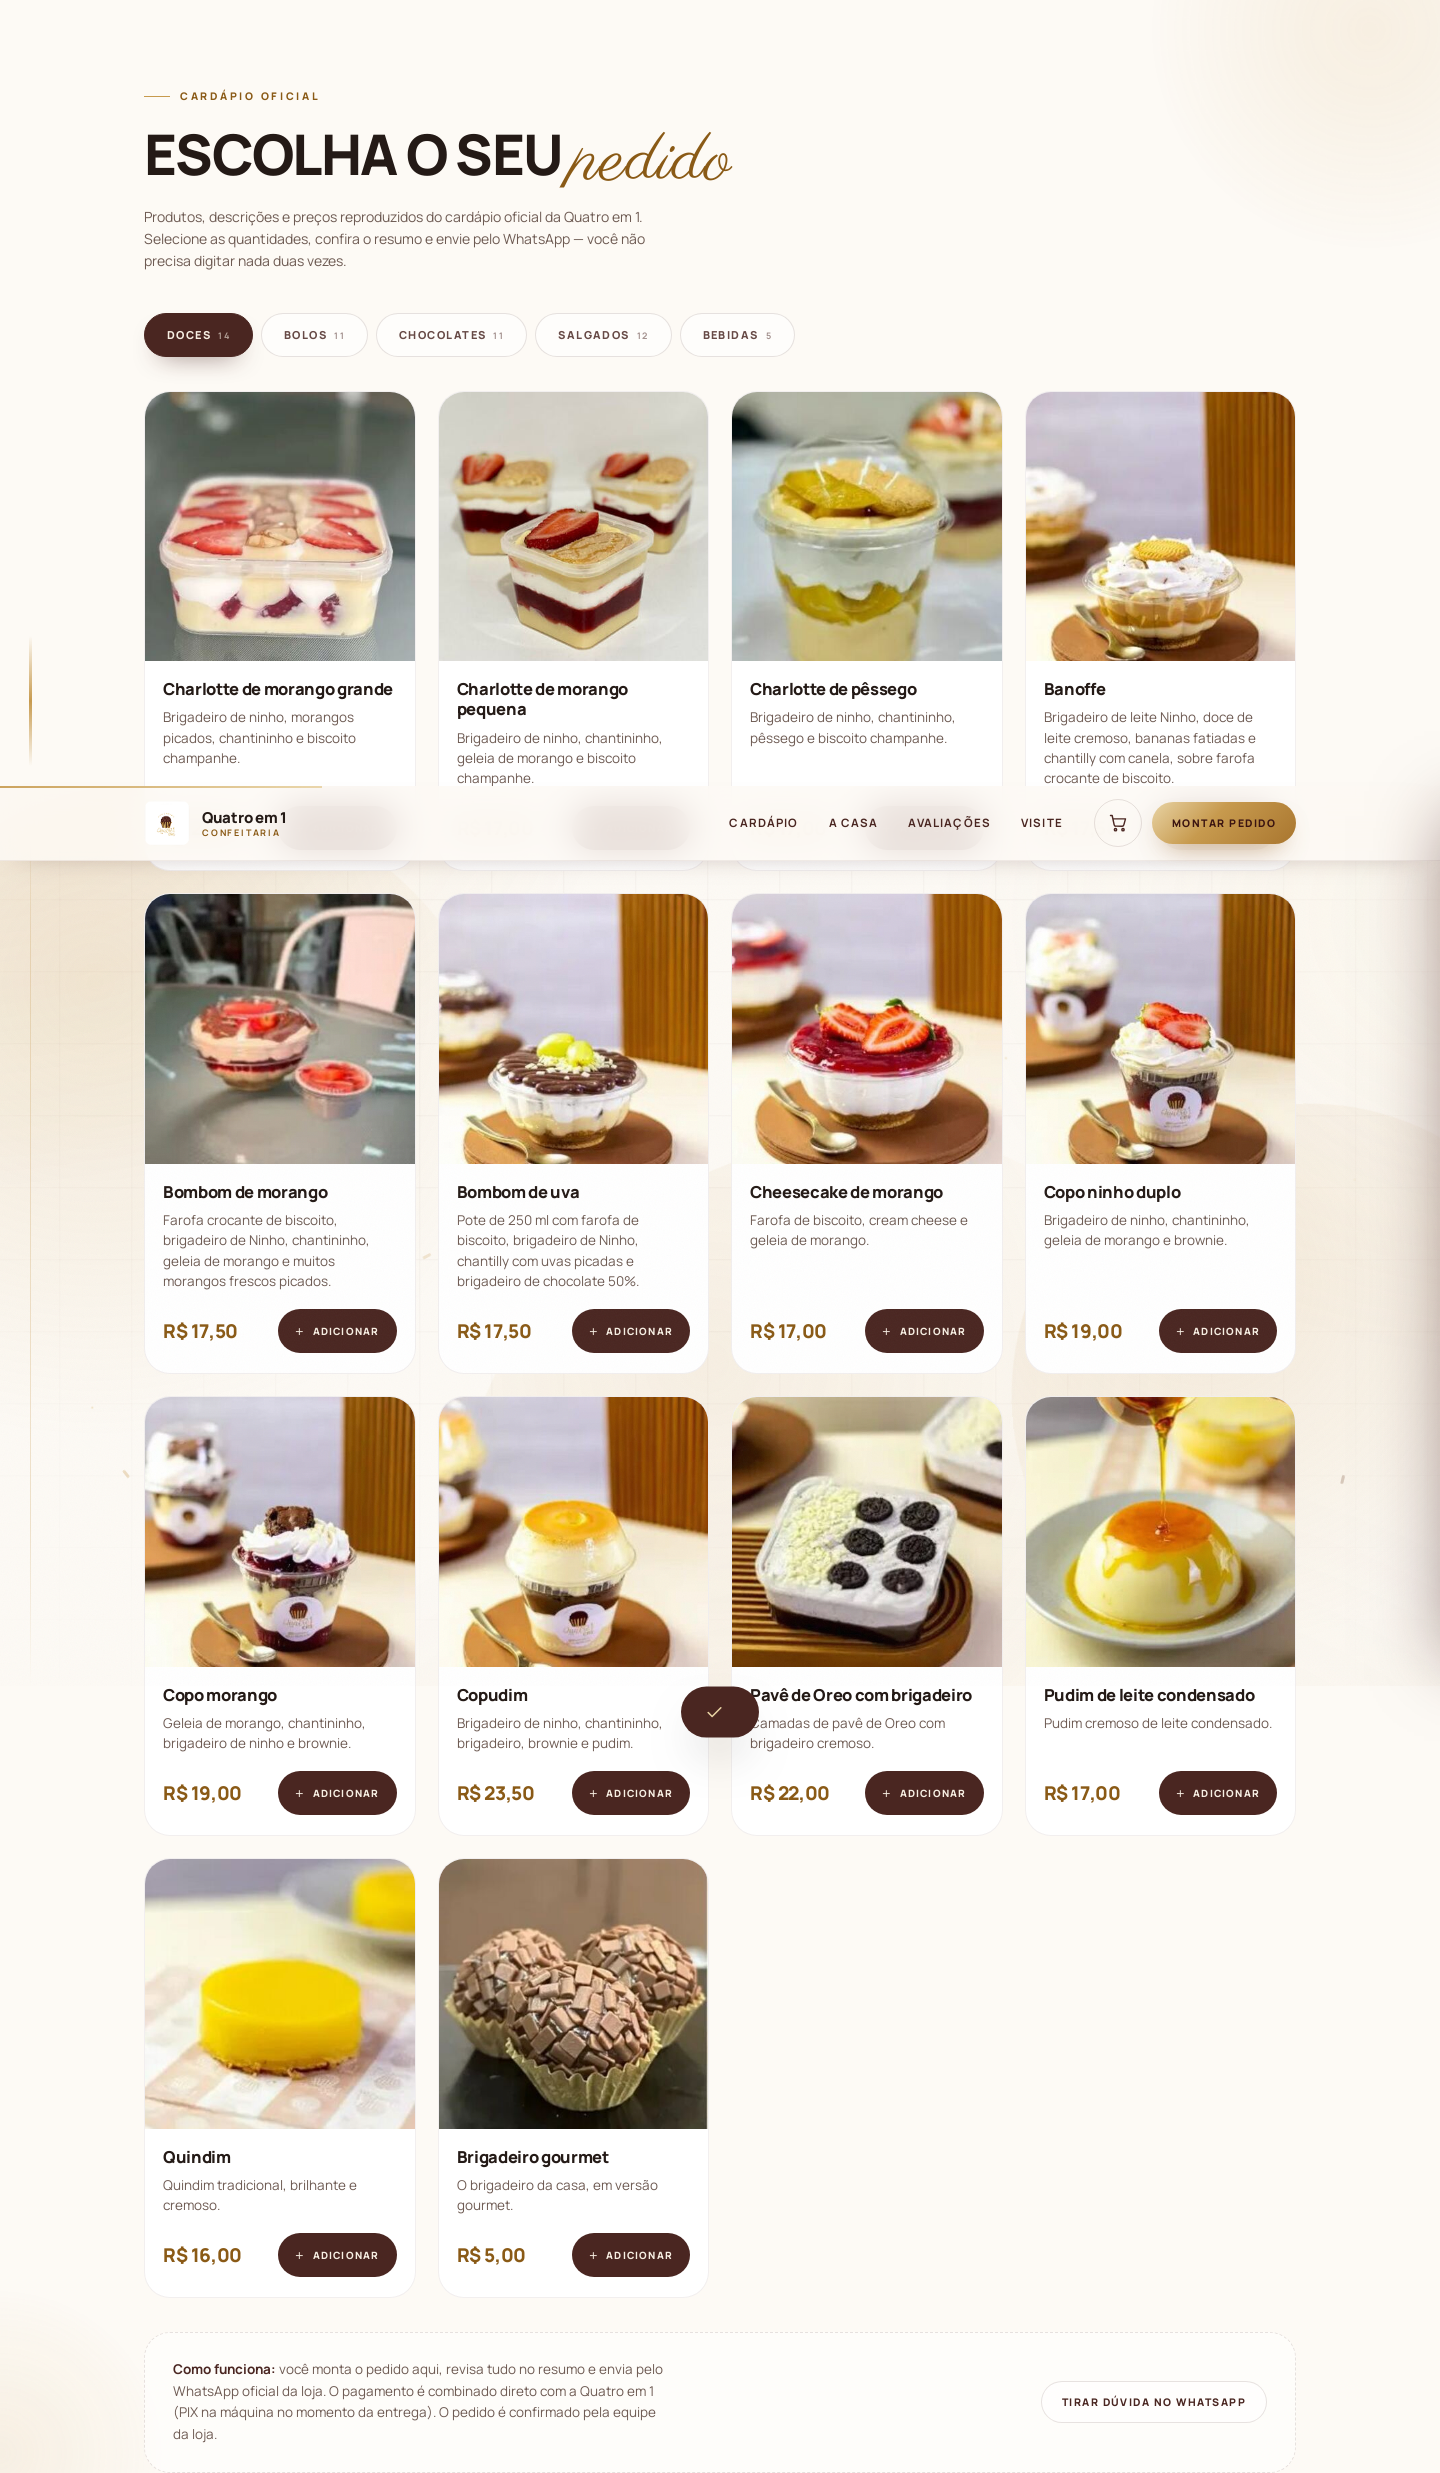 CARDÁPIO OFICIAL
ESCOLHA O SEU pedido
Produtos, descrições e preços reproduzidos do cardápio oficial da Quatro em 1.
Selecione as quantidades, confira o resumo e envie pelo WhatsApp — você não
precisa digitar nada duas vezes.
DOCES 14
BOLOS 11
CHOCOLATES 11
SALGADOS 12
BEBIDAS 5
Charlotte de morango grande
Brigadeiro de ninho, morangos
picados, chantininho e biscoito
champanhe.
Charlotte de morango
pequena
Brigadeiro de ninho, chantininho,
geleia de morango e biscoito
champanhe.
Charlotte de pêssego
Brigadeiro de ninho, chantininho,
pêssego e biscoito champanhe.
Banoffe
Brigadeiro de leite Ninho, doce de
leite cremoso, bananas fatiadas e
chantilly com canela, sobre farofa
crocante de biscoito.
Quatro em 1
CONFEITARIA
CARDÁPIO
A CASA
AVALIAÇÕES
VISITE
MONTAR PEDIDO
Bombom de morango
Farofa crocante de biscoito,
brigadeiro de Ninho, chantininho,
geleia de morango e muitos
morangos frescos picados.
R$ 17,50
+ ADICIONAR
Bombom de uva
Pote de 250 ml com farofa de
biscoito, brigadeiro de Ninho,
chantilly com uvas picadas e
brigadeiro de chocolate 50%.
R$ 17,50
+ ADICIONAR
Cheesecake de morango
Farofa de biscoito, cream cheese e
geleia de morango.
R$ 17,00
+ ADICIONAR
Copo ninho duplo
Brigadeiro de ninho, chantininho,
geleia de morango e brownie.
R$ 19,00
+ ADICIONAR
Copo morango
Geleia de morango, chantininho,
brigadeiro de ninho e brownie.
R$ 19,00
+ ADICIONAR
Copudim
Brigadeiro de ninho, chantininho,
brigadeiro, brownie e pudim.
R$ 23,50
+ ADICIONAR
Pavê de Oreo com brigadeiro
Camadas de pavê de Oreo com
brigadeiro cremoso.
R$ 22,00
+ ADICIONAR
Pudim de leite condensado
Pudim cremoso de leite condensado.
R$ 17,00
+ ADICIONAR
Quindim
Quindim tradicional, brilhante e
cremoso.
R$ 16,00
+ ADICIONAR
Brigadeiro gourmet
O brigadeiro da casa, em versão
gourmet.
R$ 5,00
+ ADICIONAR
Como funciona: você monta o pedido aqui, revisa tudo no resumo e envia pelo
WhatsApp oficial da loja. O pagamento é combinado direto com a Quatro em 1
(PIX na máquina no momento da entrega). O pedido é confirmado pela equipe
da loja.
TIRAR DÚVIDA NO WHATSAPP